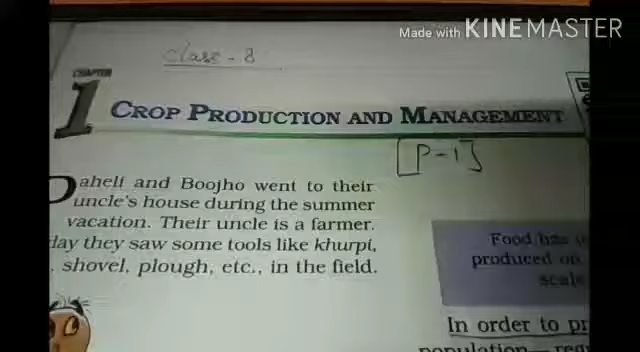 Made with KINEMASTER
Class - 8
CHAPTER
1
CROP PRODUCTION AND MANAGEMENT
[P-1]
Paheli and Boojho went to their
uncle's house during the summer
vacation. Their uncle is a farmer.
day they saw some tools like khurpi,
, shovel, plough, etc., in the field.
Food has
produced on
scale
In order to
population